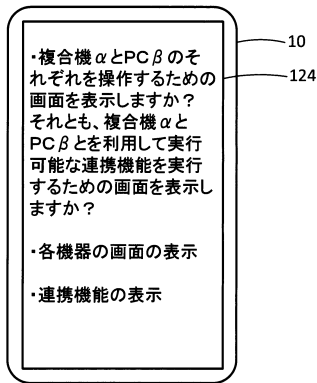 ・複合機αとPCβのそ
れぞれを操作するための
画面を表示しますか？
それとも、複合機αと
PCβとを利用して実行
可能な連携機能を実行
するための画面を表示し
ますか？
・各機器の画面の表示
・連携機能の表示
10
124